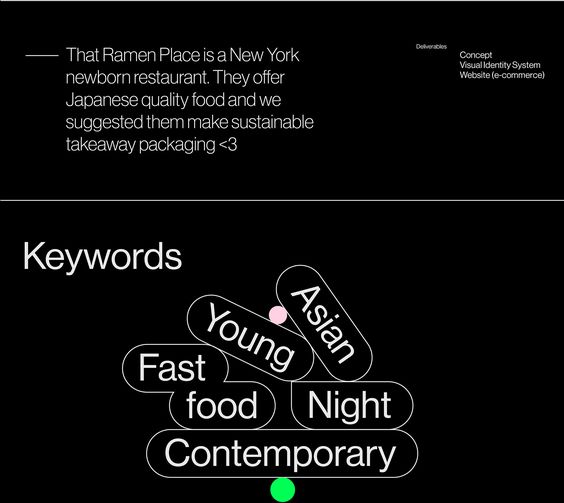 That Ramen Place is a New York
newborn restaurant. They offer
Japanese quality food and we
suggested them make sustainable
takeaway packaging <3
Deliverables
Concept
Visual Identity System
Website (e-commerce)
Keywords
Asian
Young
Fast
food
Night
Contemporary